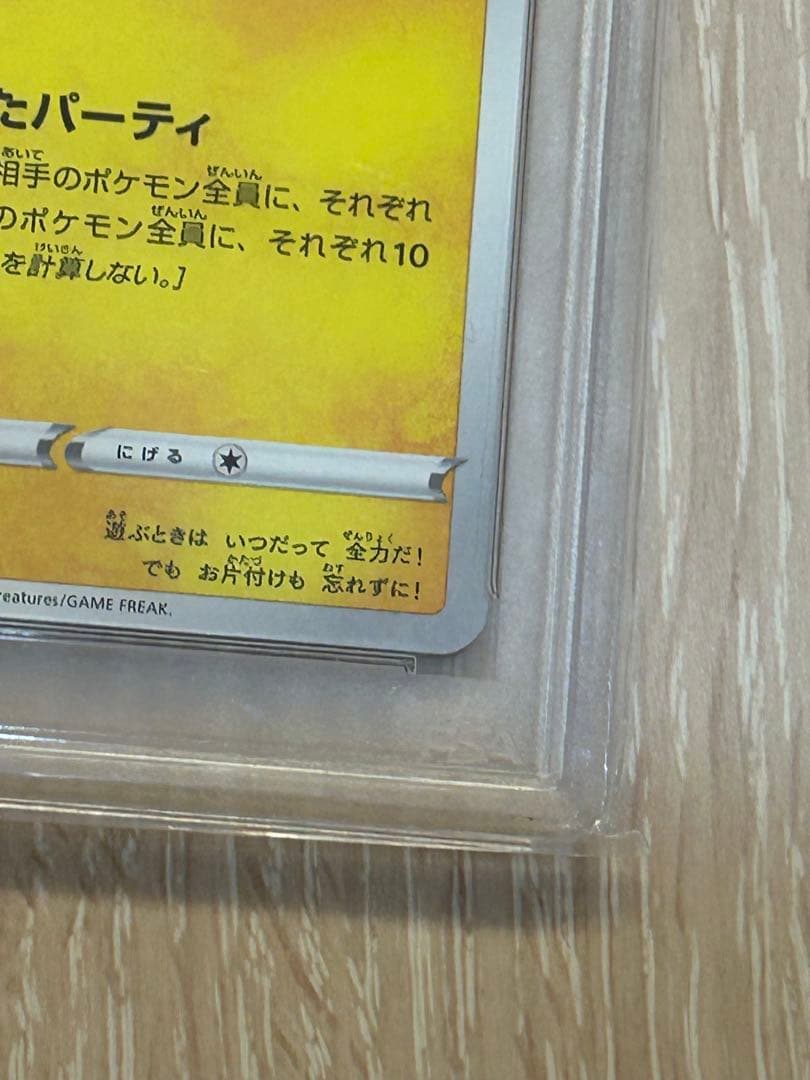 たパーティ
相手のポケモン全員に、それぞれ
のポケモン全員に、それぞれ10
を計算しない。]
にげる
遊ぶときは いつだって 全力だ!
でも お片付けも 忘れずに!
reatures/GAME FREAK.